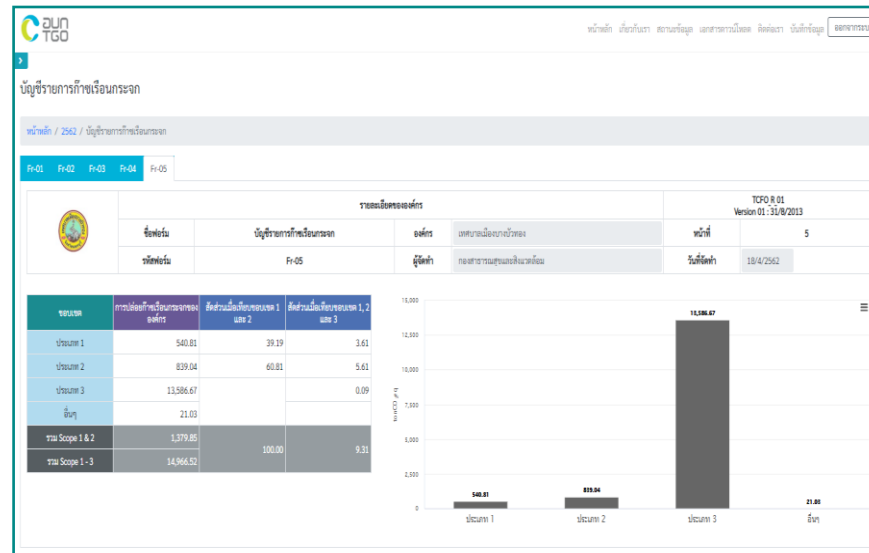 อบก
TGO
หน้าหลัก เกี่ยวกับเรา สถานะข้อมูล เอกสารดาวน์โหลด ติดต่อเรา บันทึกข้อมูล ออกจากระบบ
บัญชีรายการก๊าซเรือนกระจก
หน้าหลัก / 2562 / บัญชีรายการก๊าซเรือนกระจก
Fr-01 Fr-02 Fr-03 Fr-04 Fr-05
รายละเอียดขององค์กร
TCFO R 01
Version 01 : 31/8/2013
ชื่อฟอร์ม บัญชีรายการก๊าซเรือนกระจก องค์กร เทศบาลเมืองบางบัวทอง หน้าที่ 5
รหัสฟอร์ม Fr-05 ผู้จัดทำ กองสาธารณสุขและสิ่งแวดล้อม วันที่จัดทำ 18/4/2562
ขอบเขต การปล่อยก๊าซเรือนกระจกขององค์กร สัดส่วนเมื่อเทียบขอบเขต 1 และ 2 สัดส่วนเมื่อเทียบขอบเขต 1, 2 และ 3
ประเภท 1 540.81 39.19 3.61
ประเภท 2 839.04 60.81 5.61
ประเภท 3 13,586.67 0.09
อื่นๆ 21.03
รวม Scope 1 & 2 1,379.85 100.00 9.31
รวม Scope 1 - 3 14,966.52
15,000
12,500
10,000
7,500
5,000
2,500
0
540.81
839.04
13,586.67
21.03
ประเภท 1 ประเภท 2 ประเภท 3 อื่นๆ